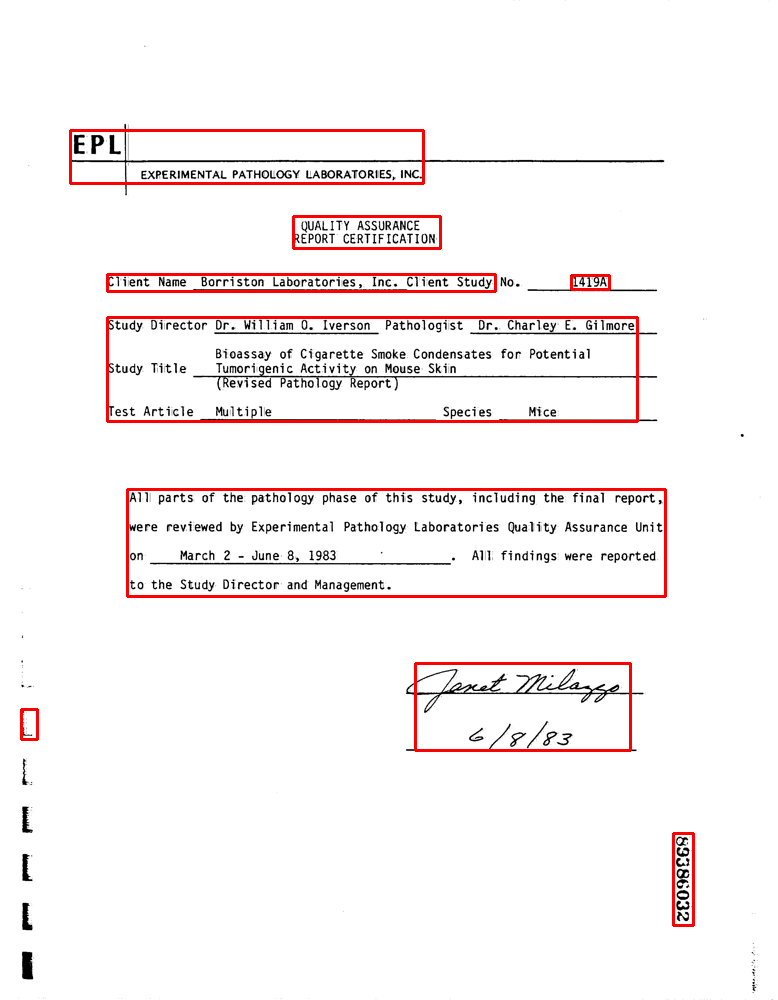 EPL
EXPERIMENTAL PATHOLOGY LABORATORIES, INC.
QUALITY ASSURANCE
REPORT CERTIFICATION
Client Name Borriston Laboratories, Inc. Client Study No. 1419A
Study Director Dr. William O. Iverson Pathologist Dr. Charley E. Gilmore
Bioassay of Cigarette Smoke Condensates for Potential
Study Title Tumorigenic Activity on Mouse Skin
(Revised Pathology Report)
Test Article Multiple Species Mice
All parts of the pathology phase of this study, including the final report,
were reviewed by Experimental Pathology Laboratories Quality Assurance Unit
on March 2 - June 8, 1983 . All findings were reported
to the Study Director and Management.
Janet Milazzo
6/8/83
89386032